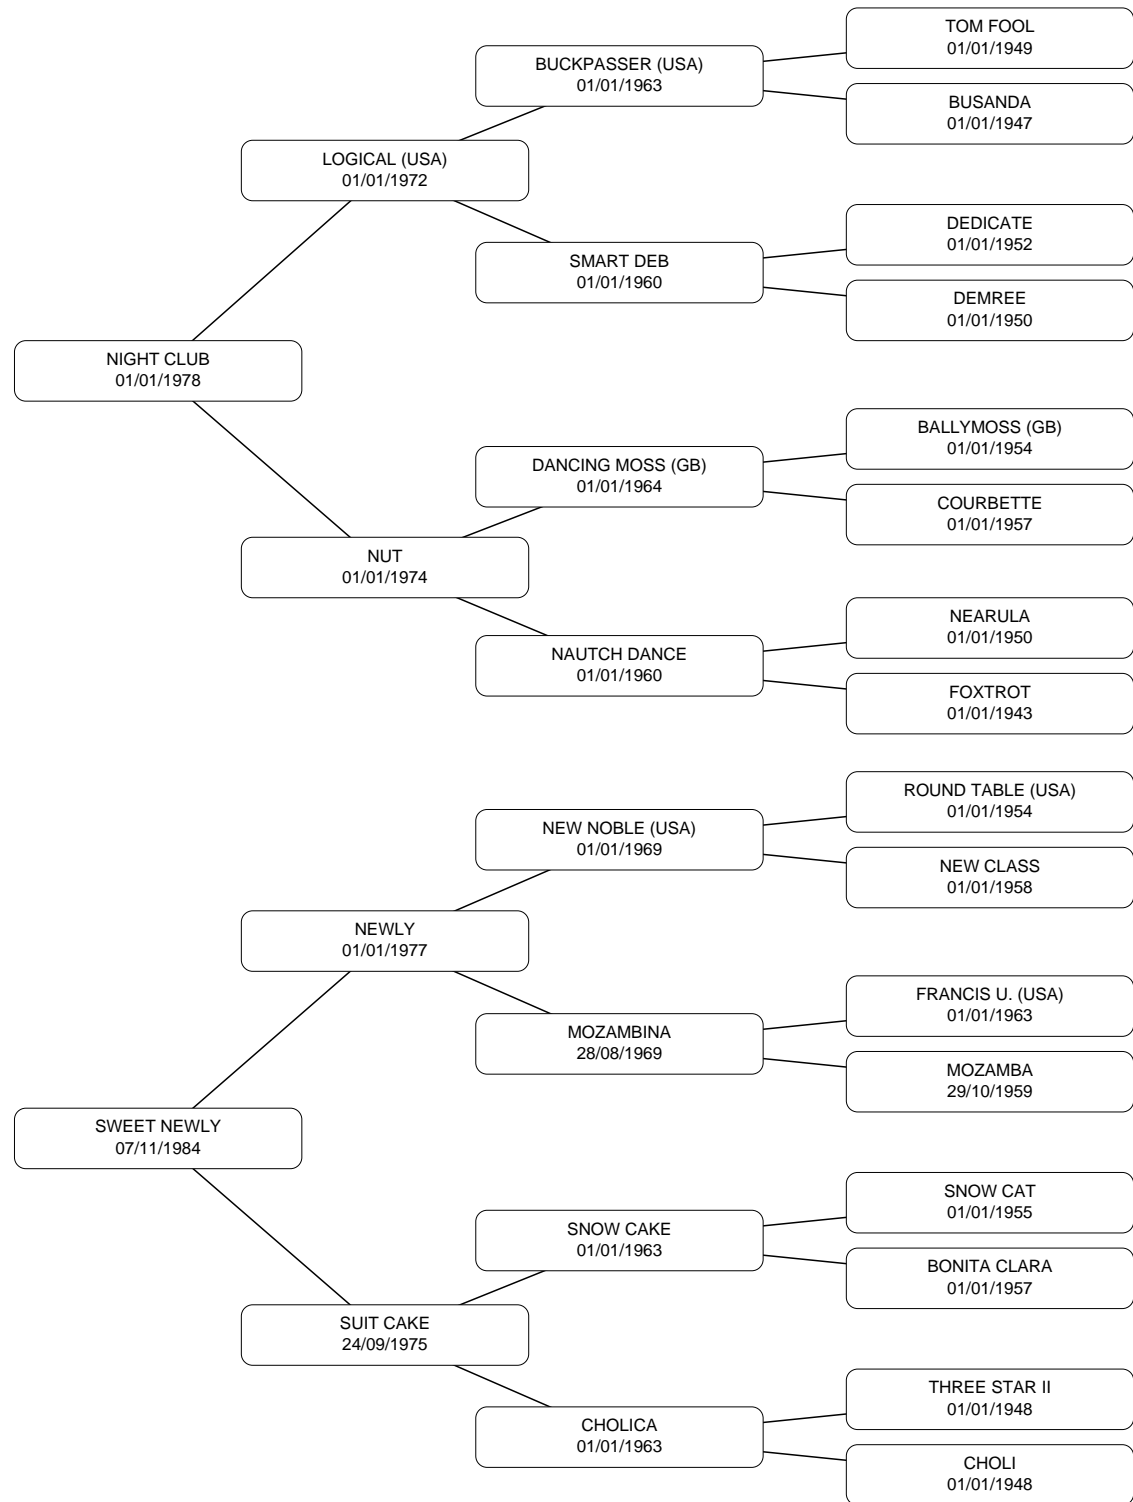 TOM FOOL
01/01/1949
BUCKPASSER (USA)
01/01/1963
BUSANDA
01/01/1947
LOGICAL (USA)
01/01/1972
DEDICATE
01/01/1952
SMART DEB
01/01/1960
DEMREE
01/01/1950
NIGHT CLUB
01/01/1978
BALLYMOSS (GB)
01/01/1954
DANCING MOSS (GB)
01/01/1964
COURBETTE
01/01/1957
NUT
01/01/1974
NEARULA
01/01/1950
NAUTCH DANCE
01/01/1960
FOXTROT
01/01/1943
ROUND TABLE (USA)
01/01/1954
NEW NOBLE (USA)
01/01/1969
NEW CLASS
01/01/1958
NEWLY
01/01/1977
FRANCIS U. (USA)
01/01/1963
MOZAMBINA
28/08/1969
MOZAMBA
29/10/1959
SWEET NEWLY
07/11/1984
SNOW CAT
01/01/1955
SNOW CAKE
01/01/1963
BONITA CLARA
01/01/1957
SUIT CAKE
24/09/1975
THREE STAR II
01/01/1948
CHOLICA
01/01/1963
CHOLI
01/01/1948